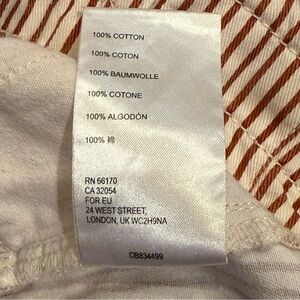 100% COTTON
100% COTON
100% BAUMWOLLE
100% COTONE
100% ALGODÓN
100% 棉
RN 66170
CA 32054
FOR EU
24 WEST STREET,
LONDON, UK WC2H9NA
OB834499